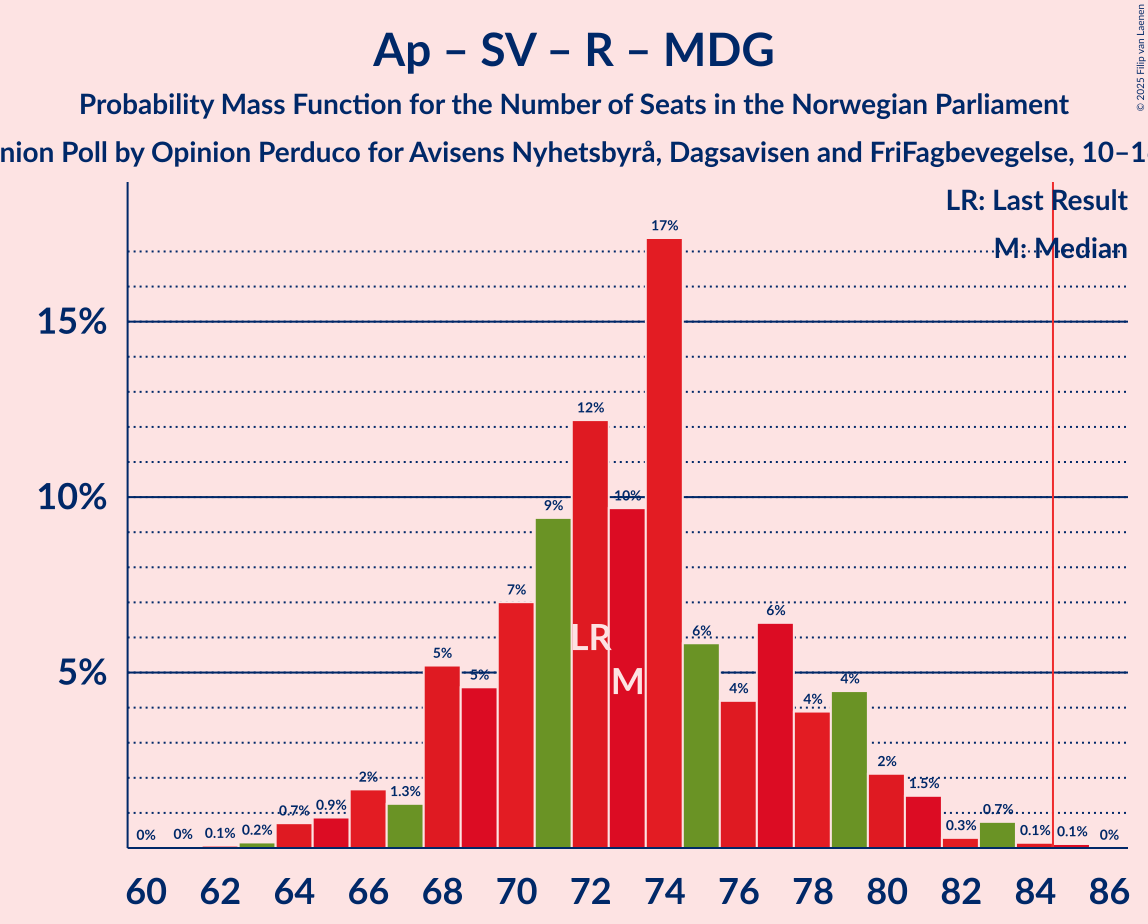 Ap – SV – R – MDG
Probability Mass Function for the Number of Seats in the Norwegian Parliament
nion Poll by Opinion Perduco for Avisens Nyhetsbyrå, Dagsavisen and FriFagbevegelse, 10–1
© 2025 Filip van Laenen
LR: Last Result
M: Median
15%
10%
5%
0% 0% 0.1% 0.2% 0.7% 0.9% 2% 1.3% 5% 5% 7% 9% 12% 10% 17% 6% 4% 6% 4% 4% 2% 1.5% 0.3% 0.7% 0.1% 0.1% 0%
LR
M
60 62 64 66 68 70 72 74 76 78 80 82 84 86